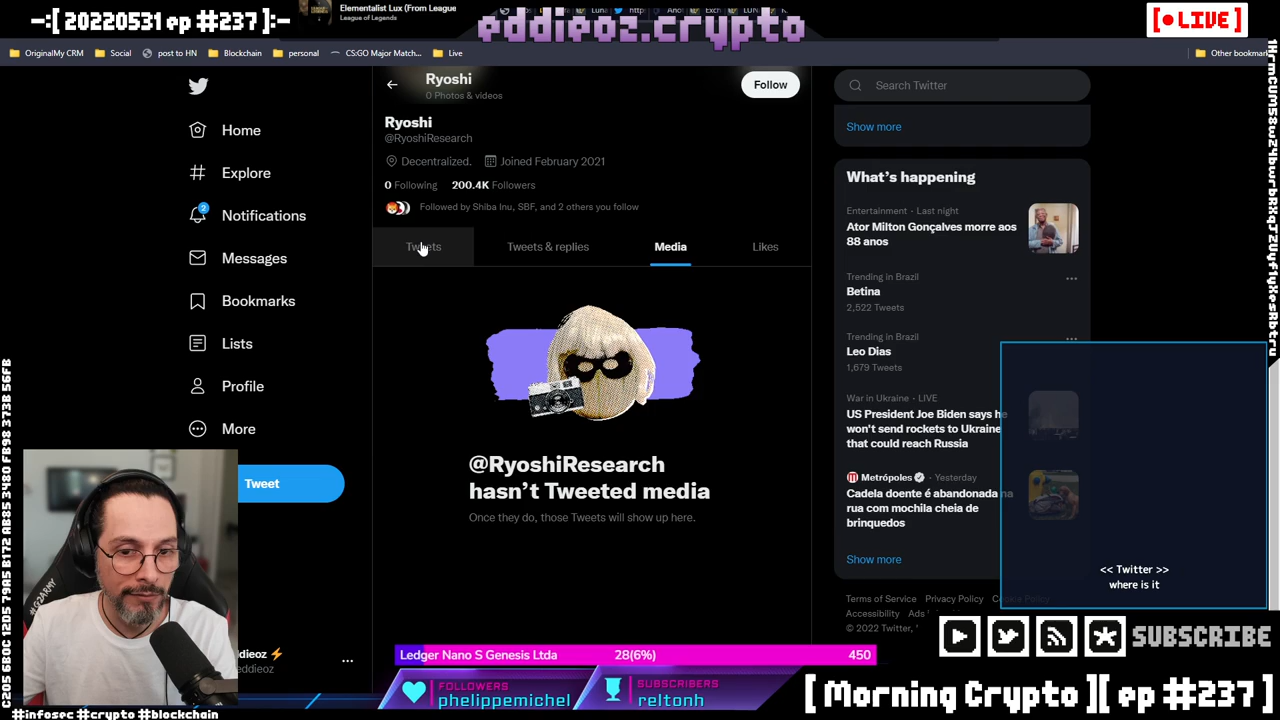 -:[ 20220531 ep #237 ]:-
Elementalist Lux (From League
League of Legends
eddieoz.crypto
[● LIVE]
OriginalMy CRM
Social
post to HN
Blockchain
personal
CS:GO Major Match...
Live
Other bookmar
Ryoshi
0 Photos & videos
Follow
Ryoshi
@RyoshiResearch
Decentralized.
Joined February 2021
0 Following
200.4K Followers
Followed by Shiba Inu, SBF, and 2 others you follow
Tweets
Tweets & replies
Media
Likes
@RyoshiResearch
hasn't Tweeted media
Once they do, those Tweets will show up here.
Home
Explore
2
Notifications
Messages
Bookmarks
Lists
Profile
More
Tweet
Search Twitter
Show more
What's happening
Entertainment · Last night
Ator Milton Gonçalves morre aos
88 anos
Trending in Brazil
Betina
2,522 Tweets
Trending in Brazil
Leo Dias
1,679 Tweets
War in Ukraine · LIVE
US President Joe Biden says he
won't send rockets to Ukraine
that could reach Russia
Metrópoles · Yesterday
Cadela doente é abandonada na
rua com mochila cheia de
brinquedos
Show more
Terms of Service
Privacy Policy
Cookie Policy
Accessibility
Ads
© 2022 Twitter,
<< Twitter >>
where is it
ddieoz ⚡
eddieoz
Ledger Nano S Genesis Ltda
28(6%)
450
FOLLOWERS
phelippemichel
SUBSCRIBERS
reltonh
SUBSCRIBE
[ Morning Crypto ][ ep #237 ]
#infosec #crypto #blockchain